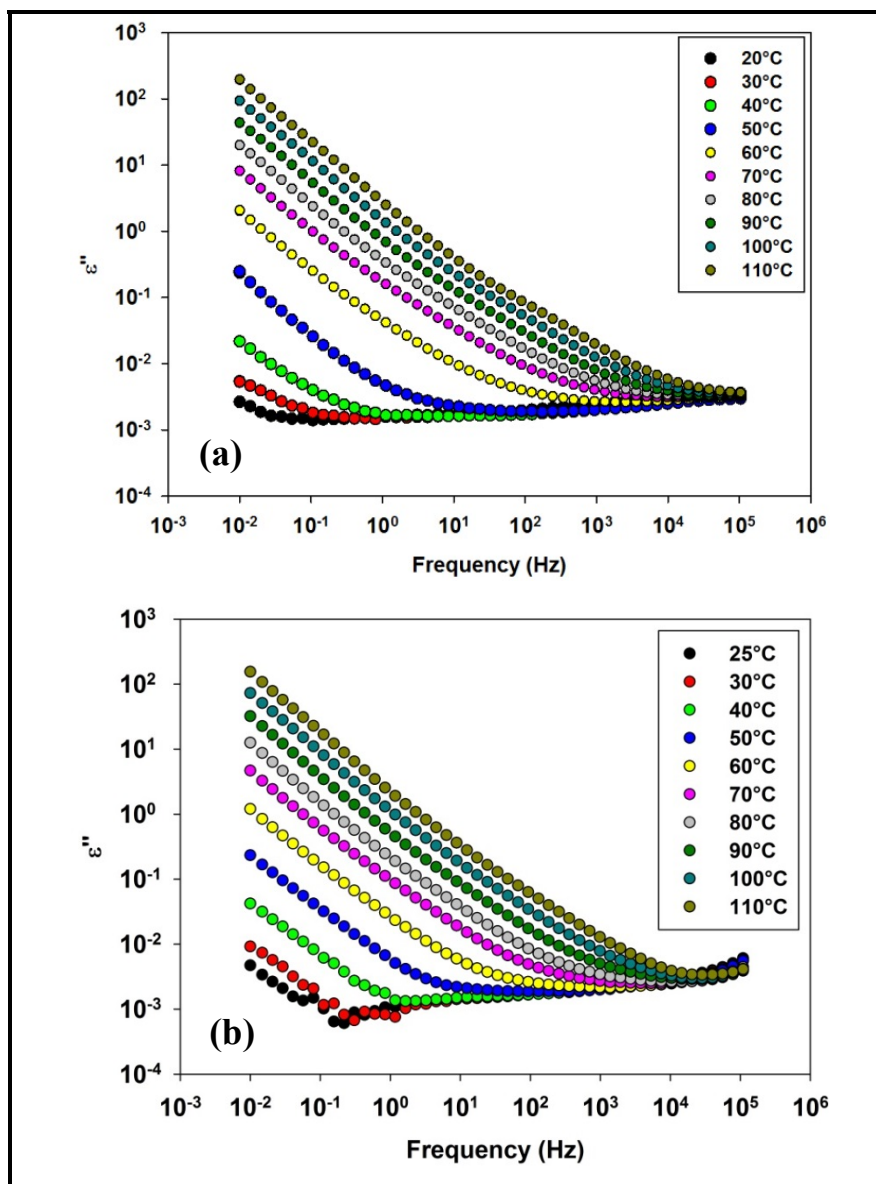 10³
10²
10¹
10⁰
10⁻¹
10⁻²
10⁻³
10⁻⁴
ε"
20°C
30°C
40°C
50°C
60°C
70°C
80°C
90°C
100°C
110°C
(a)
10⁻³ 10⁻² 10⁻¹ 10⁰ 10¹ 10² 10³ 10⁴ 10⁵ 10⁶
Frequency (Hz)
10³
10²
10¹
10⁰
10⁻¹
10⁻²
10⁻³
10⁻⁴
ε"
25°C
30°C
40°C
50°C
60°C
70°C
80°C
90°C
100°C
110°C
(b)
10⁻³ 10⁻² 10⁻¹ 10⁰ 10¹ 10² 10³ 10⁴ 10⁵ 10⁶
Frequency (Hz)